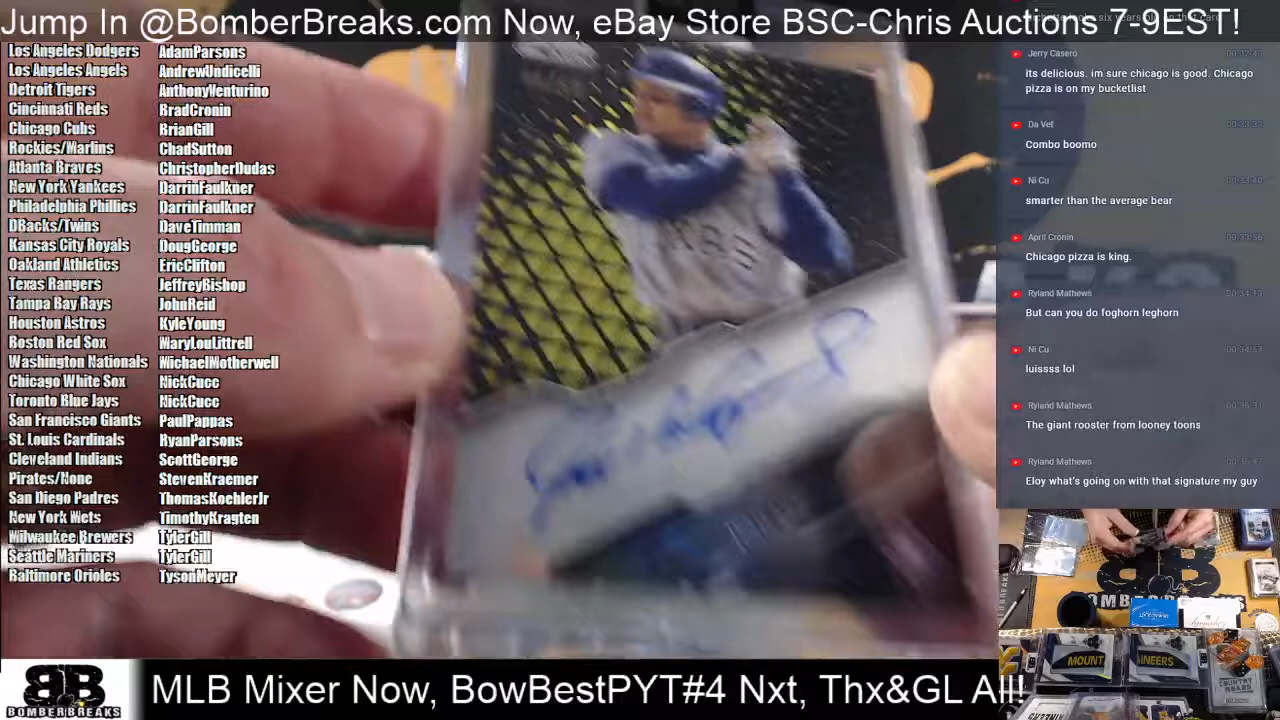 Jump In @BomberBreaks.com Now, eBay Store BSC-Chris Auctions 7-9EST!
Los Angeles Dodgers AdamParsons
Los Angeles Angels AndrewUndicelli
Detroit Tigers AnthonyVenturino
Cincinnati Reds BradCronin
Chicago Cubs BrianGill
Rockies/Marlins ChadSutton
Atlanta Braves ChristopherDudas
New York Yankees DarrinFaulkner
Philadelphia Phillies DarrinFaulkner
DBacks/Twins DaveTimman
Kansas City Royals DougGeorge
Oakland Athletics EricClifton
Texas Rangers JeffreyBishop
Tampa Bay Rays JohnReid
Houston Astros KyleYoung
Boston Red Sox MaryLouLittrell
Washington Nationals MichaelMotherwell
Chicago White Sox NickCucc
Toronto Blue Jays NickCucc
San Francisco Giants PaulPappas
St. Louis Cardinals RyanParsons
Cleveland Indians ScottGeorge
Pirates/None StevenKraemer
San Diego Padres ThomasKoehlerJr
New York Mets TimothyKragten
Milwaukee Brewers TylerGill
Seattle Mariners TylerGill
Baltimore Orioles TysonMeyer
Jerry Casero
its delicious. im sure chicago is good. Chicago
pizza is on my bucketlist
Da Vet
Combo boomo
Ni Cu
smarter than the average bear
April Cronin
Chicago pizza is king.
Ryland Mathews
But can you do foghorn leghorn
Ni Cu
luissss lol
Ryland Mathews
The giant rooster from looney toons
Ryland Mathews
Eloy what's going on with that signature my guy
MOUNT AINEERS
BB
BOMBERBREAKS
MLB Mixer Now, BowBestPYT#4 Nxt, Thx&GL All!